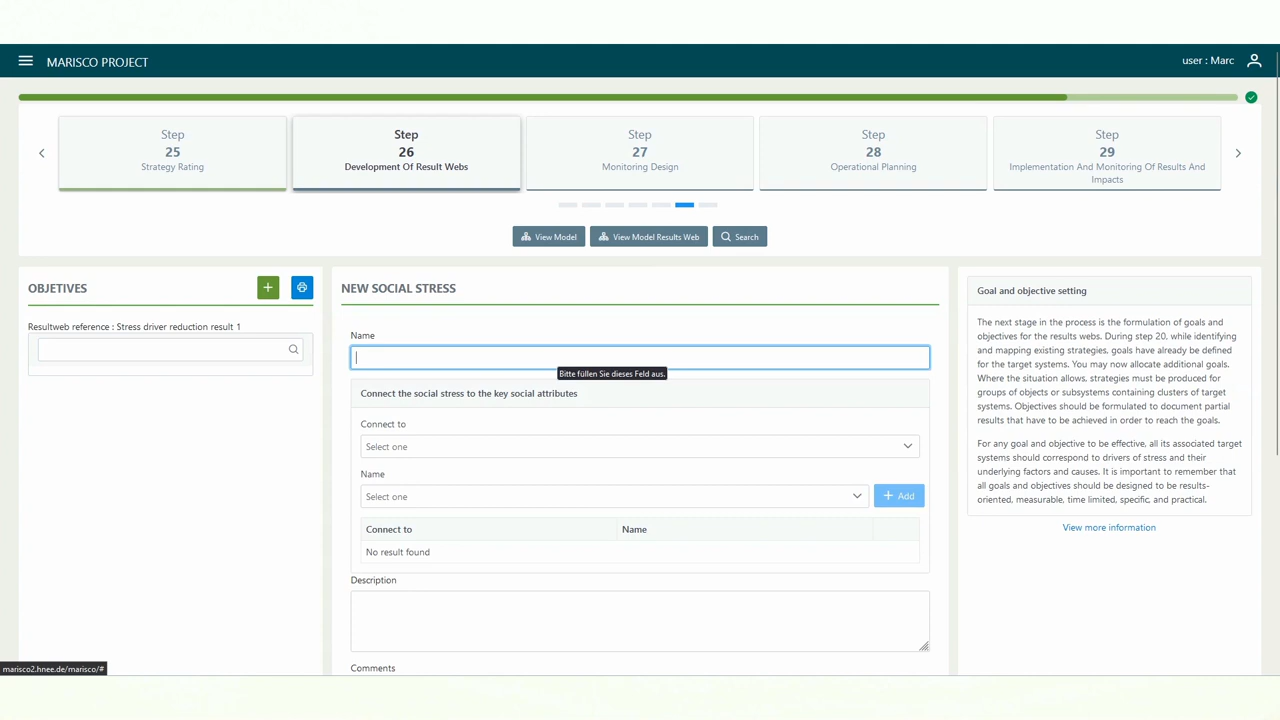 MARISCO PROJECT
user : Marc
Step
25
Strategy Rating
Step
26
Development Of Result Webs
Step
27
Monitoring Design
Step
28
Operational Planning
Step
29
Implementation And Monitoring Of Results And
Impacts
View Model
View Model Results Web
Search
OBJECTIVES
Resultweb reference : Stress driver reduction result 1
NEW SOCIAL STRESS
Name
Bitte füllen Sie dieses Feld aus.
Connect the social stress to the key social attributes
Connect to
Select one
Name
Select one
Add
Connect to
Name
No result found
Description
Comments
Goal and objective setting
The next stage in the process is the formulation of goals and
objectives for the results webs. During step 20, while identifying
and mapping existing strategies, goals have already be defined
for the target systems. You may now allocate additional goals.
Where the situation allows, strategies must be produced for
groups of objects or subsystems containing clusters of target
systems. Objectives should be formulated to document partial
results that have to be achieved in order to reach the goals.
For any goal and objective to be effective, all its associated target
systems should correspond to drivers of stress and their
underlying factors and causes. It is important to remember that
all goals and objectives should be designed to be results-
oriented, measurable, time limited, specific, and practical.
View more information
marisco2.hnee.de/marisco/#